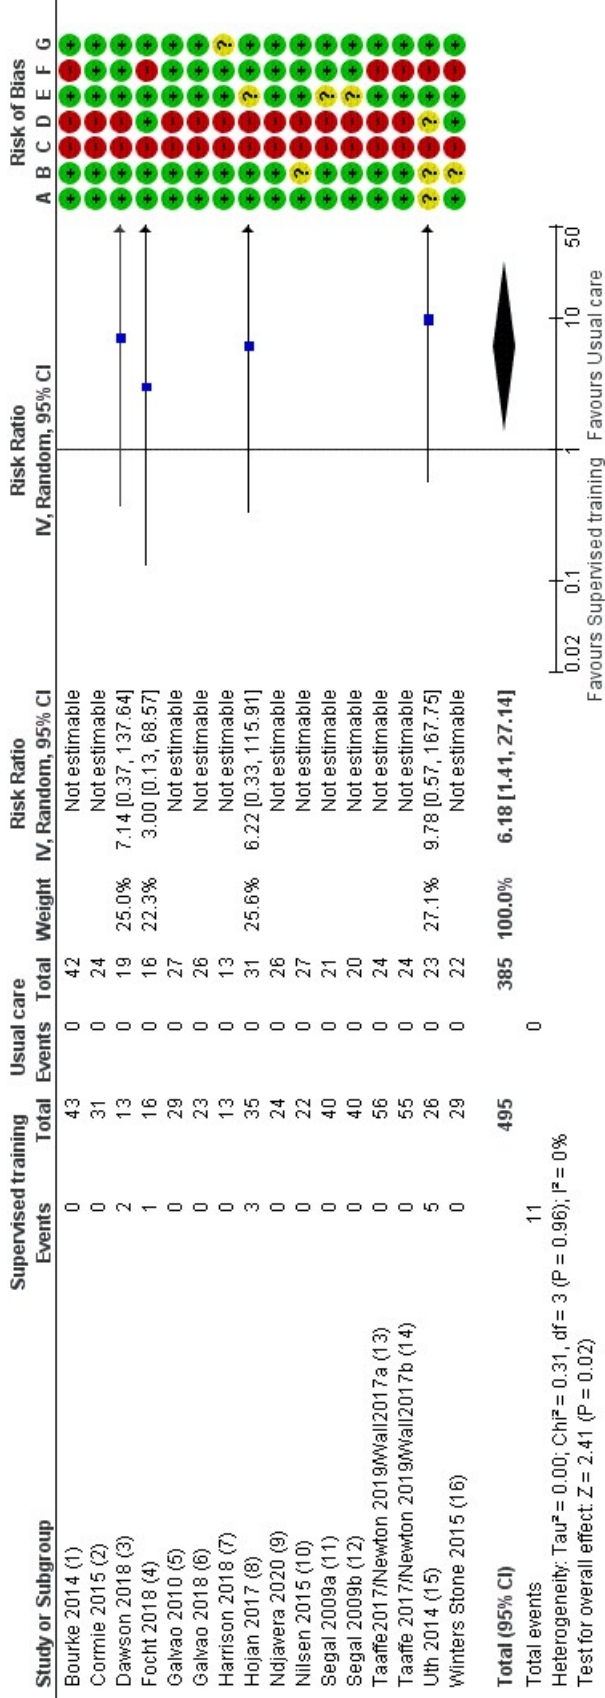 Supervised training Usual care Risk Ratio Risk Ratio Risk of Bias
Study or Subgroup Events Total Events Total Weight IV, Random, 95% CI IV, Random, 95% CI A B C D E F G
Bourke 2014 (1) 0 43 0 42 Not estimable + + - - + - +
Cormie 2015 (2) 0 31 0 24 Not estimable + + - - + + +
Dawson 2018 (3) 2 13 0 19 25.0% 7.14 [0.37, 137.64] + + - - + + +
Focht 2018 (4) 1 16 0 16 22.3% 3.00 [0.13, 68.57] + + - + + - +
Galvao 2010 (5) 0 29 0 27 Not estimable + + - - + + +
Galvao 2018 (6) 0 23 0 26 Not estimable + + - - + + +
Harrison 2018 (7) 0 13 0 13 Not estimable + + - - + + ?
Hojan 2017 (8) 3 35 0 31 25.6% 6.22 [0.33, 115.91] + + - - ? + +
Ndjavera 2020 (9) 0 24 0 26 Not estimable + + - - + + +
Nilsen 2015 (10) 0 22 0 27 Not estimable + ? - - + + +
Segal 2009a (11) 0 40 0 21 Not estimable + + - - ? + +
Segal 2009b (12) 0 40 0 20 Not estimable + + - - ? + +
Taaffe2017/Newton 2019/Wall2017a (13) 0 56 0 24 Not estimable + + - - + - +
Taaffe 2017/Newton 2019/Wall2017b (14) 0 55 0 24 Not estimable + + - - + - +
Uth 2014 (15) 5 26 0 23 27.1% 9.78 [0.57, 167.75] ? ? - ? + - +
Winters Stone 2015 (16) 0 29 0 22 Not estimable + ? - + + - +
Total (95% CI) 495 385 100.0% 6.18 [1.41, 27.14]
Total events 11 0
Heterogeneity: Tau² = 0.00; Chi² = 0.31, df = 3 (P = 0.96); I² = 0%
Test for overall effect: Z = 2.41 (P = 0.02)
0.02 0.1 1 10 50
Favours Supervised training Favours Usual care